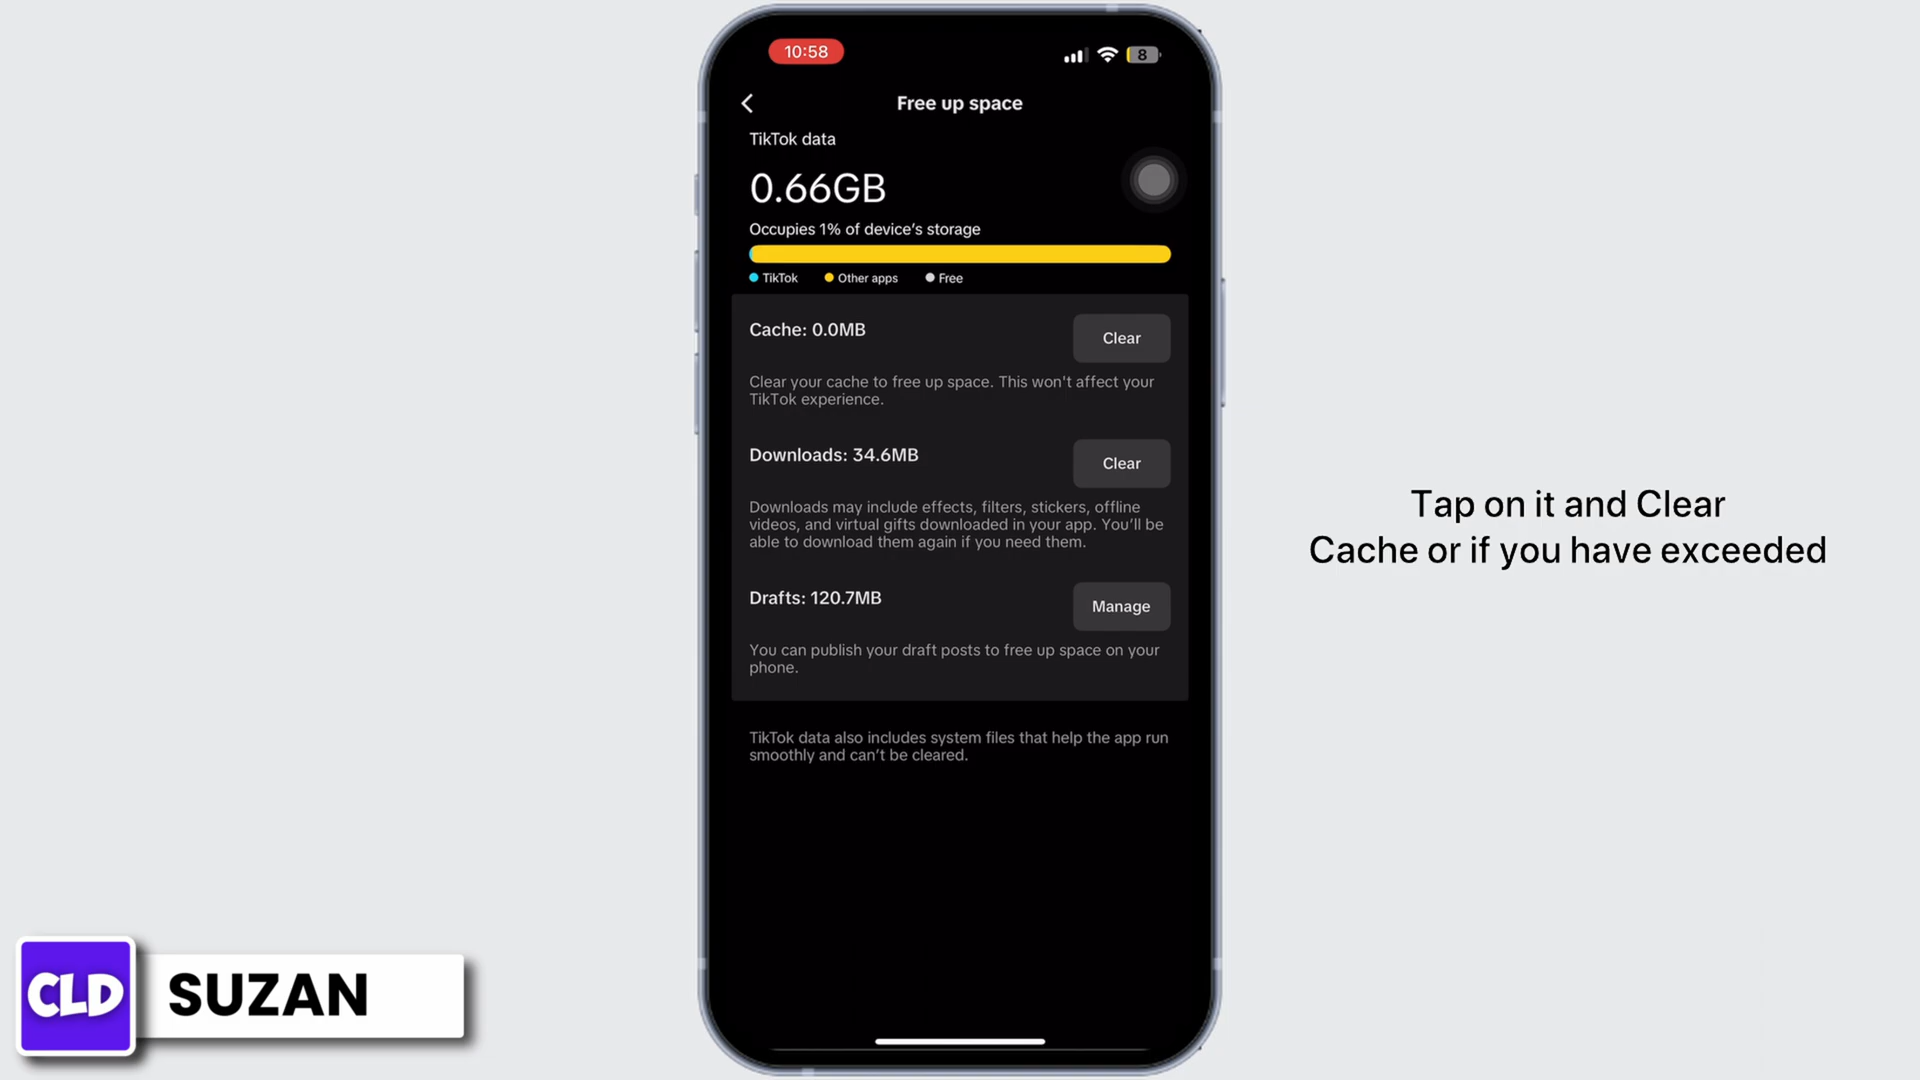 10:58
8
Free up space
TikTok data
0.66GB
Occupies 1% of device's storage
TikTok Other apps Free
Cache: 0.0MB
Clear
Clear your cache to free up space. This won't affect your
TikTok experience.
Downloads: 34.6MB
Clear
Downloads may include effects, filters, stickers, offline
videos, and virtual gifts downloaded in your app. You'll be
able to download them again if you need them.
Drafts: 120.7MB
Manage
You can publish your draft posts to free up space on your
phone.
TikTok data also includes system files that help the app run
smoothly and can't be cleared.
Tap on it and Clear
Cache or if you have exceeded
CLD
SUZAN